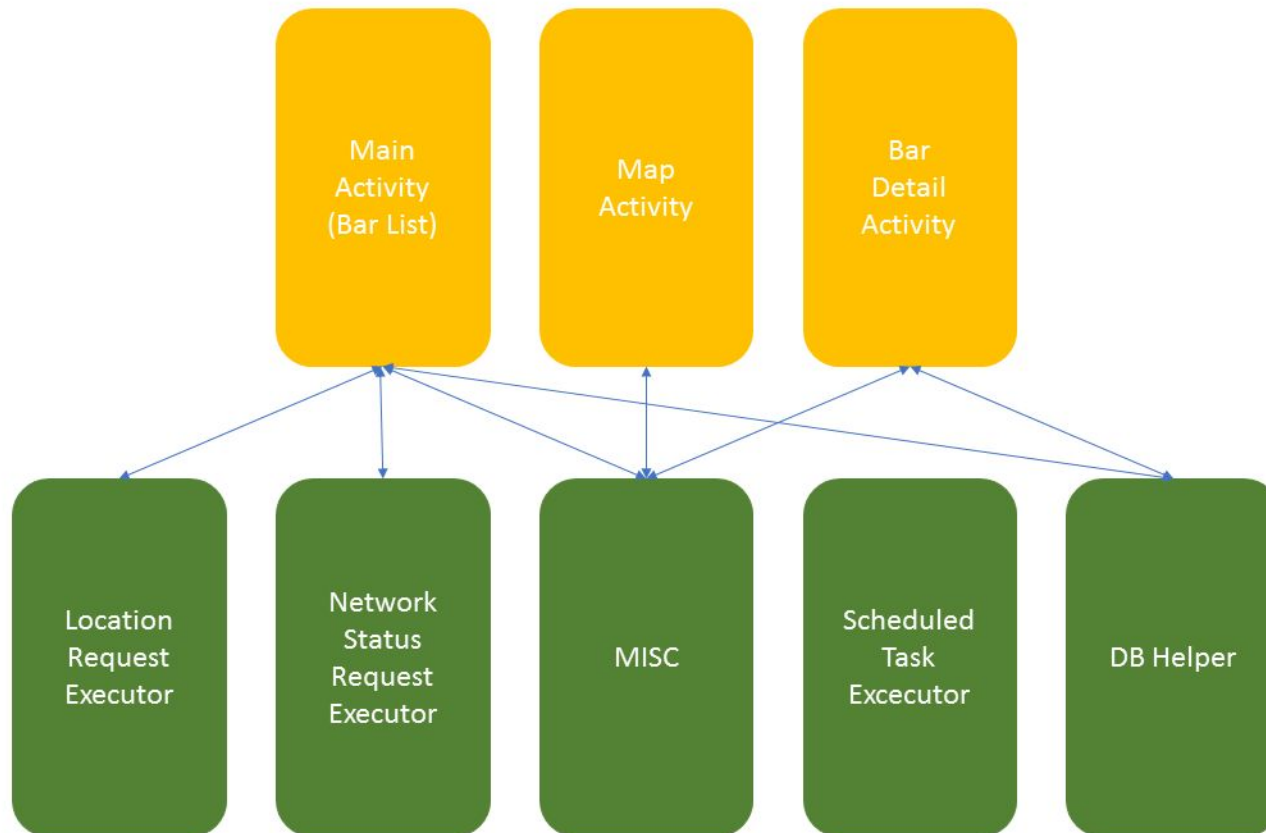 Main
Activity
(Bar List)
Map
Activity
Bar
Detail
Activity
Location
Request
Executor
Network
Status
Request
Executor
MISC
Scheduled
Task
Excecutor
DB Helper